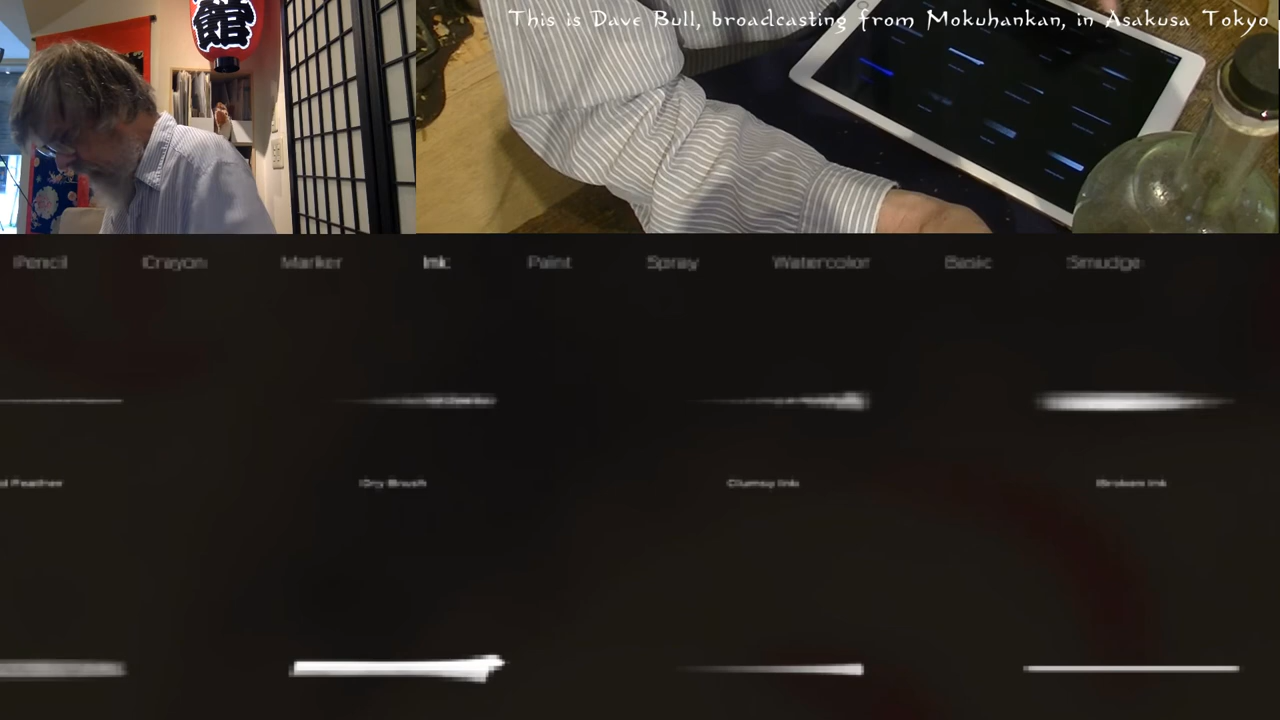 館
This is Dave Bull, broadcasting from Mokuhankan, in Asakusa Tokyo
Pencil Crayon Marker Ink Paint Spray Watercolor Basic Smudge
Feather Dry Brush Clumsy Ink Broken Ink